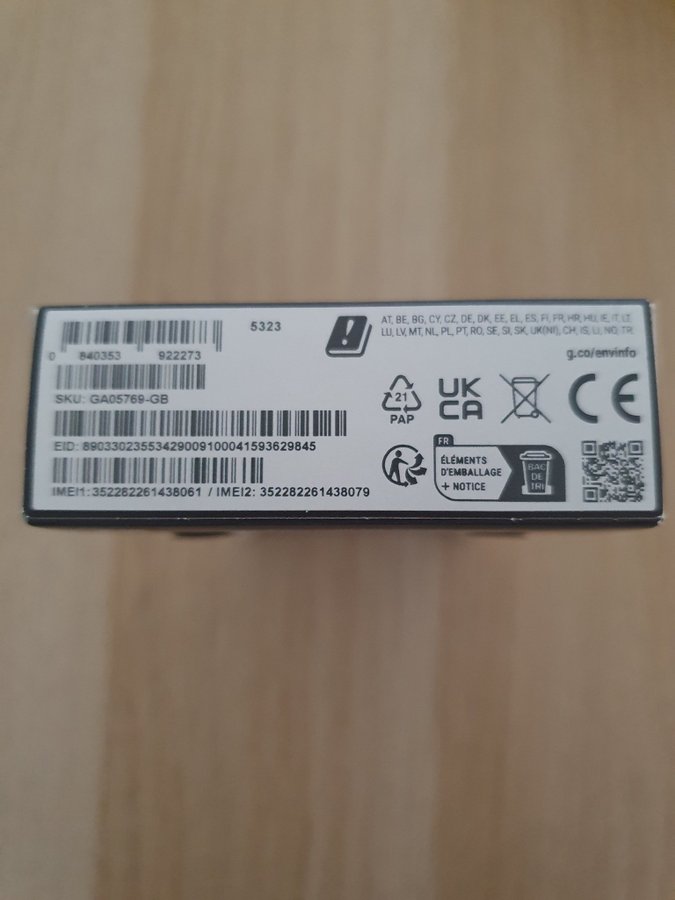 5323
0 840353 922273
SKU: GA05769-GB
EID: 89033023553429009100041593629845
IMEI1: 352282261438061 / IMEI2: 352282261438079
AT, BE, BG, CY, CZ, DE, DK, EE, EL, ES, FI, FR, HR, HU, IE, IT, LT,
LU, LV, MT, NL, PL, PT, RO, SE, SI, SK, UK(NI), CH, IS, LI, NO, TR
g.co/envinfo
21
PAP
UK
CA
CE
FR
ÉLÉMENTS
D'EMBALLAGE
+ NOTICE
BAC
DE
TRI